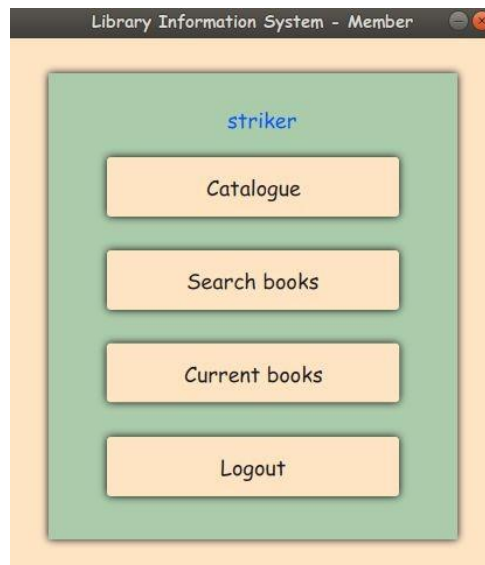 Library Information System - Member
striker
Catalogue
Search books
Current books
Logout